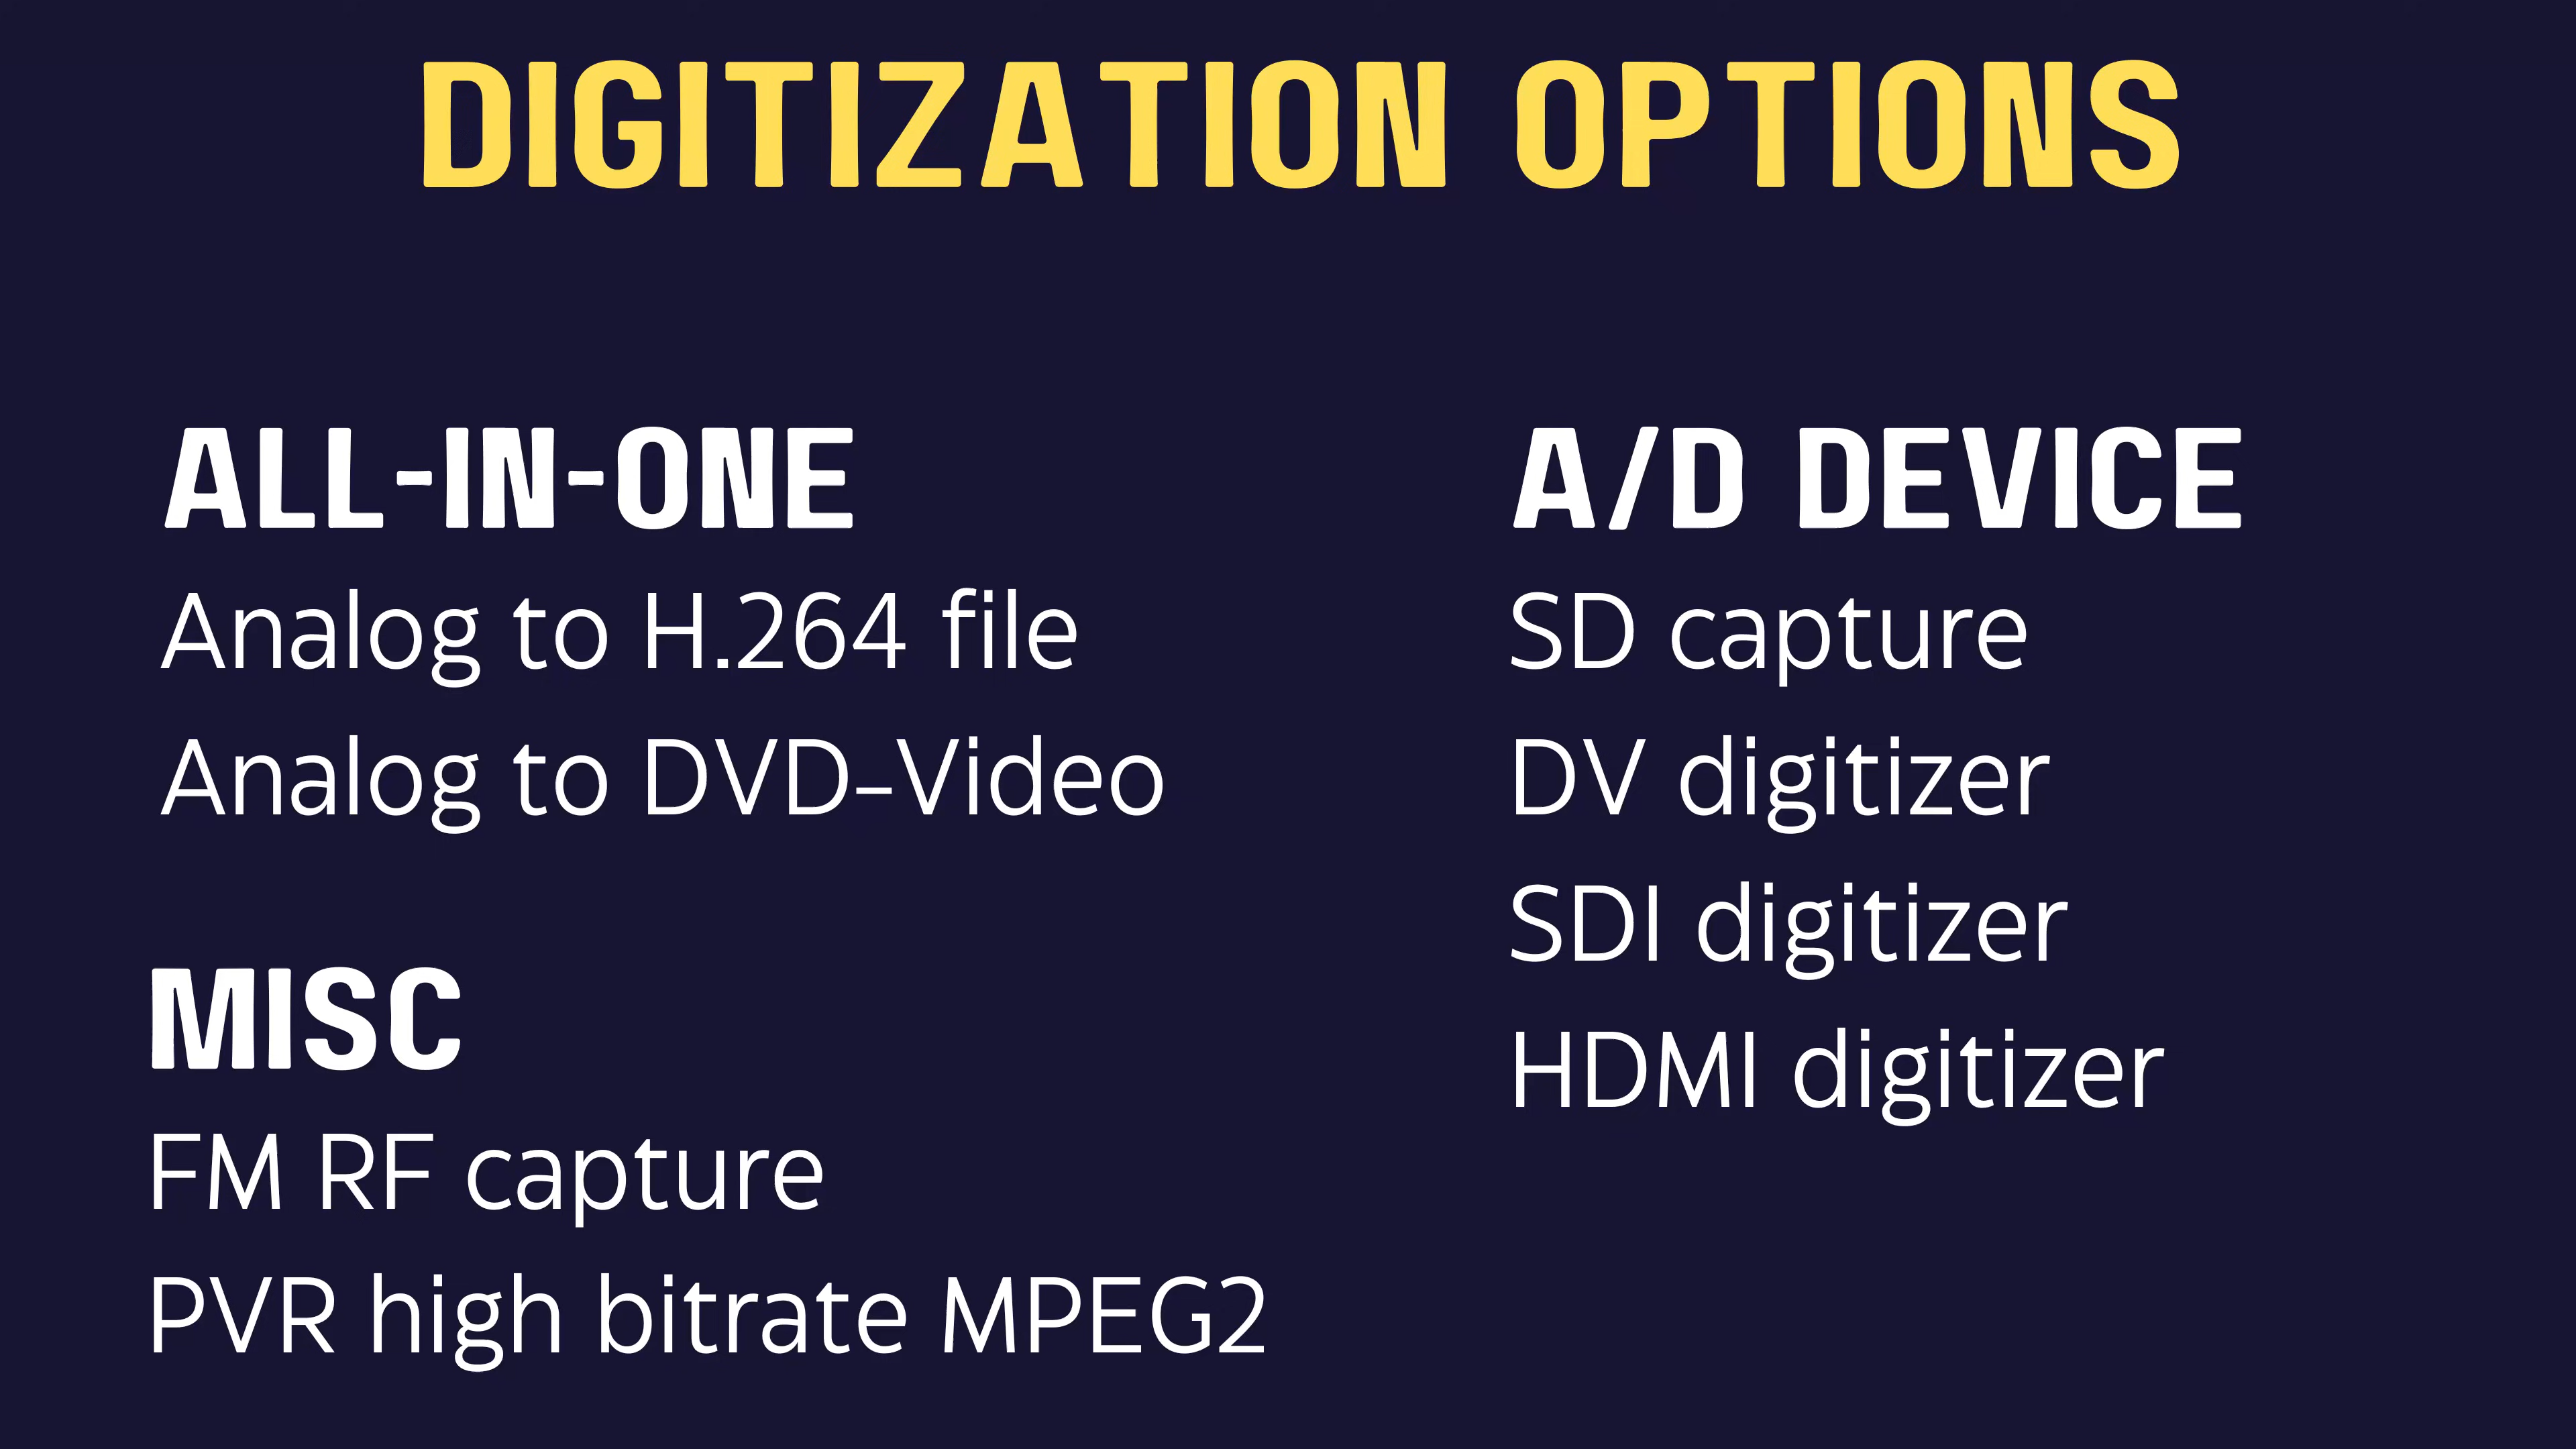 DIGITIZATION OPTIONS
ALL-IN-ONE
Analog to H.264 file
Analog to DVD-Video
MISC
FM RF capture
PVR high bitrate MPEG2
A/D DEVICE
SD capture
DV digitizer
SDI digitizer
HDMI digitizer